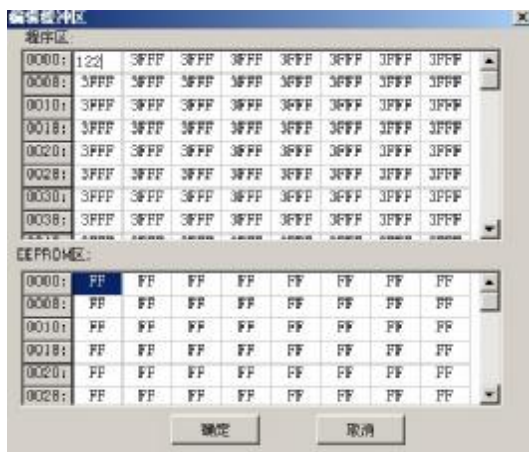 编辑缓冲区
程序区:
0000: 122 3FFF 3FFF 3FFF 3FFF 3FFF 3FFF 3FFF
0008: 3FFF 3FFF 3FFF 3FFF 3FFF 3FFF 3FFF 3FFF
0010: 3FFF 3FFF 3FFF 3FFF 3FFF 3FFF 3FFF 3FFF
0018: 3FFF 3FFF 3FFF 3FFF 3FFF 3FFF 3FFF 3FFF
0020: 3FFF 3FFF 3FFF 3FFF 3FFF 3FFF 3FFF 3FFF
0028: 3FFF 3FFF 3FFF 3FFF 3FFF 3FFF 3FFF 3FFF
0030: 3FFF 3FFF 3FFF 3FFF 3FFF 3FFF 3FFF 3FFF
0038: 3FFF 3FFF 3FFF 3FFF 3FFF 3FFF 3FFF 3FFF
EEPROM区:
0000: FF FF FF FF FF FF FF FF
0008: FF FF FF FF FF FF FF FF
0010: FF FF FF FF FF FF FF FF
0018: FF FF FF FF FF FF FF FF
0020: FF FF FF FF FF FF FF FF
0028: FF FF FF FF FF FF FF FF
确定 取消